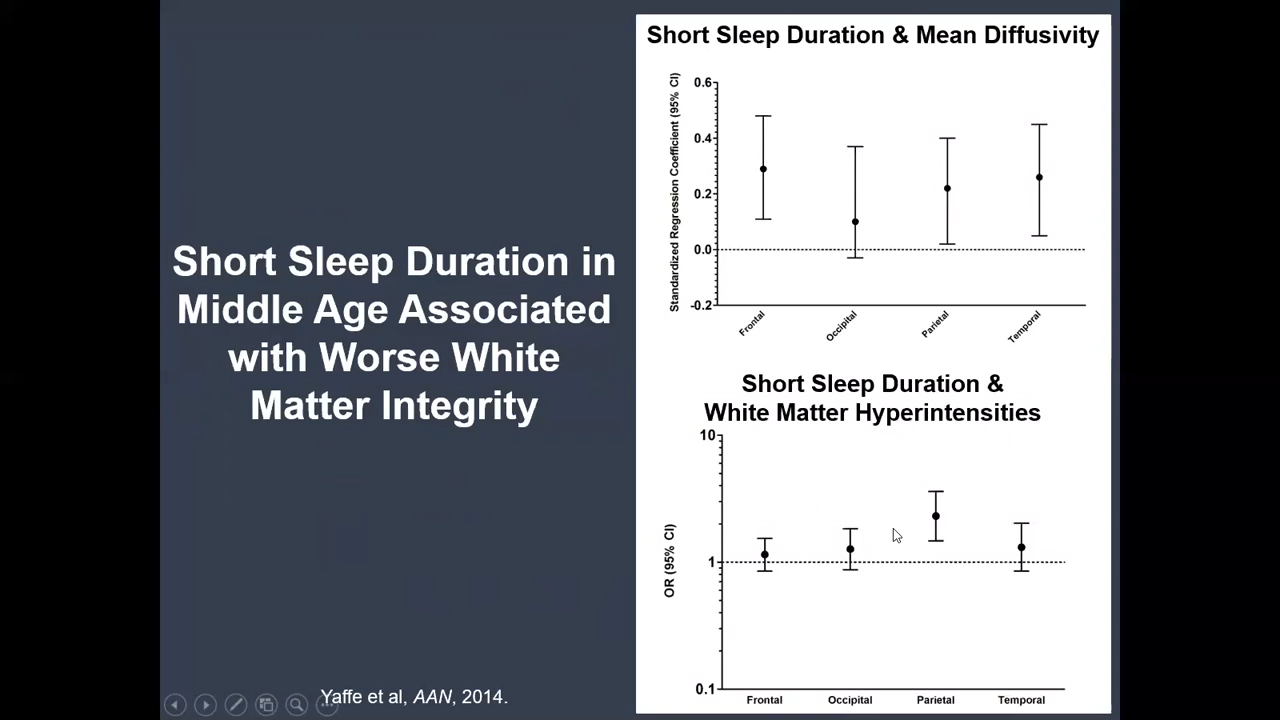 Short Sleep Duration in
Middle Age Associated
with Worse White
Matter Integrity
Yaffe et al, AAN, 2014.
Short Sleep Duration & Mean Diffusivity
Standardized Regression Coefficient (95% CI)
0.6
0.4
0.2
0.0
-0.2
Frontal
Occipital
Parietal
Temporal
Short Sleep Duration &
White Matter Hyperintensities
OR (95% CI)
10
1
0.1
Frontal
Occipital
Parietal
Temporal